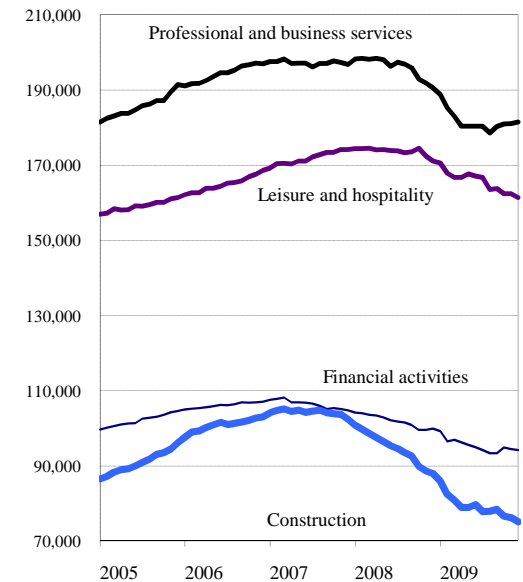 210,000
Professional and business services
190,000
170,000
Leisure and hospitality
150,000
130,000
Financial activities
110,000
90,000
Construction
70,000
2005 2006 2007 2008 2009